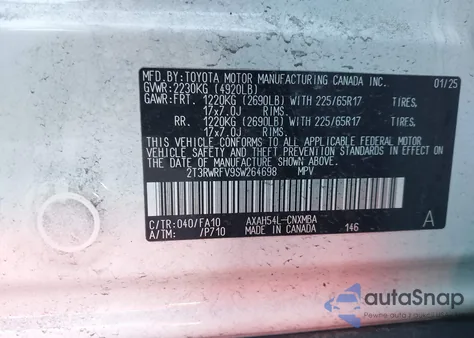 MFD.BY:TOYOTA MOTOR MANUFACTURING CANADA INC. 01/25
GVWR:2230KG (4920LB)
GAWR:FRT. 1220KG (2690LB) WITH 225/65R17 TIRES,
17x7.0J RIMS,
RR. 1220KG (2690LB) WITH 225/65R17 TIRES,
17x7.0J RIMS,
THIS VEHICLE CONFORMS TO ALL APPLICABLE FEDERAL MOTOR
VEHICLE SAFETY AND THEFT PREVENTION STANDARDS IN EFFECT
ON THE DATE OF MANUFACTURE SHOWN ABOVE.
2T3RWRFV9SW264698 MPV
C/TR:040/FA10 AXAH54L-CNXMBA A
A/TM: /P710 MADE IN CANADA 146
autoSnap
Pewne auta z